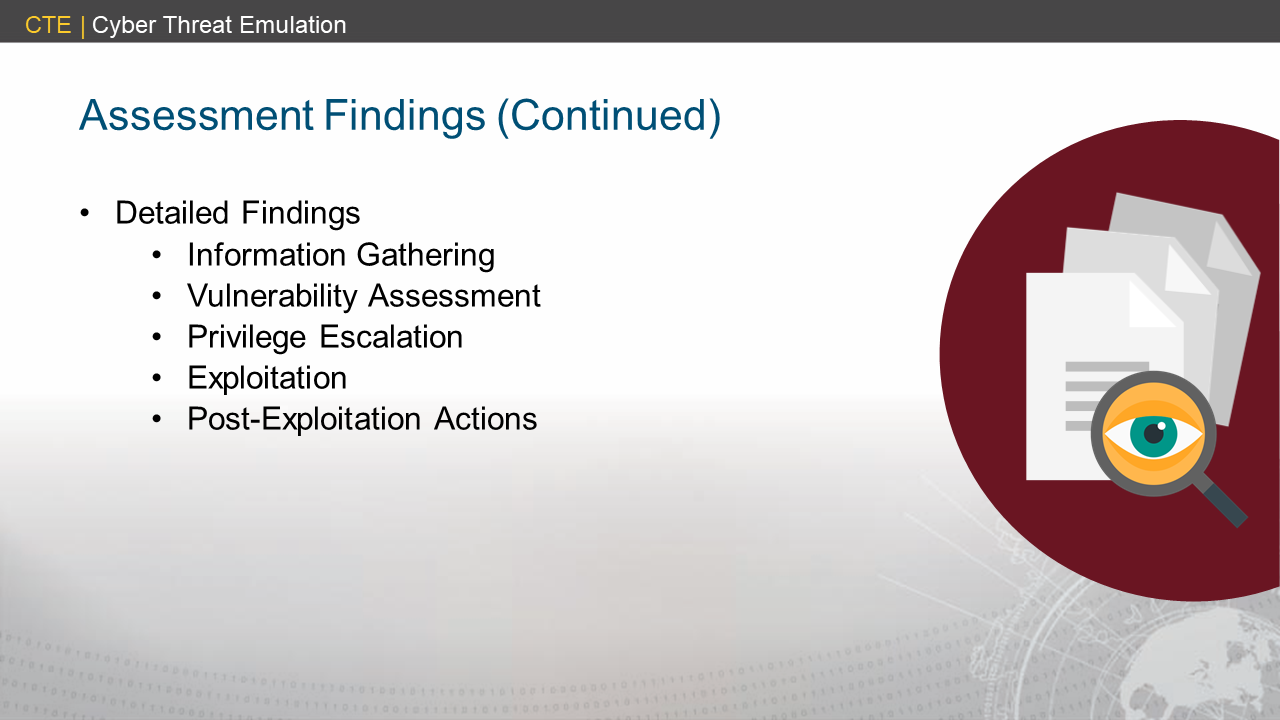 CTE | Cyber Threat Emulation
Assessment Findings (Continued)
• Detailed Findings
• Information Gathering
• Vulnerability Assessment
• Privilege Escalation
• Exploitation
• Post-Exploitation Actions